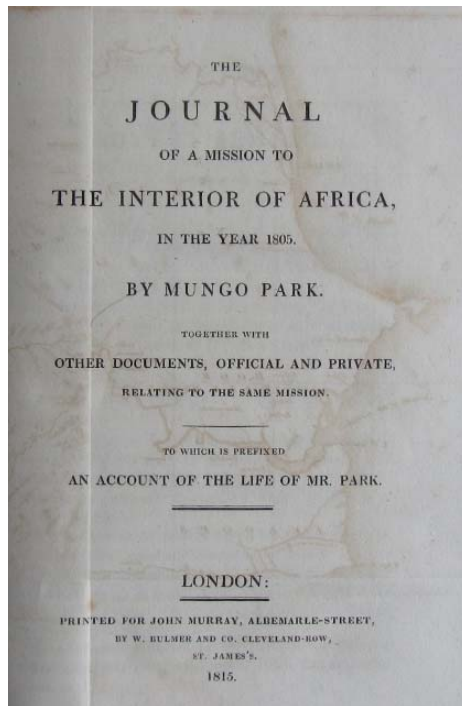 THE
JOURNAL
OF A MISSION TO
THE INTERIOR OF AFRICA,
IN THE YEAR 1805.
BY MUNGO PARK.
TOGETHER WITH
OTHER DOCUMENTS, OFFICIAL AND PRIVATE,
RELATING TO THE SAME MISSION.
TO WHICH IS PREFIXED
AN ACCOUNT OF THE LIFE OF MR. PARK.
LONDON:
PRINTED FOR JOHN MURRAY, ALBEMARLE-STREET,
BY W. BULMER AND CO. CLEVELAND-ROW,
ST. JAMES'S.
1815.